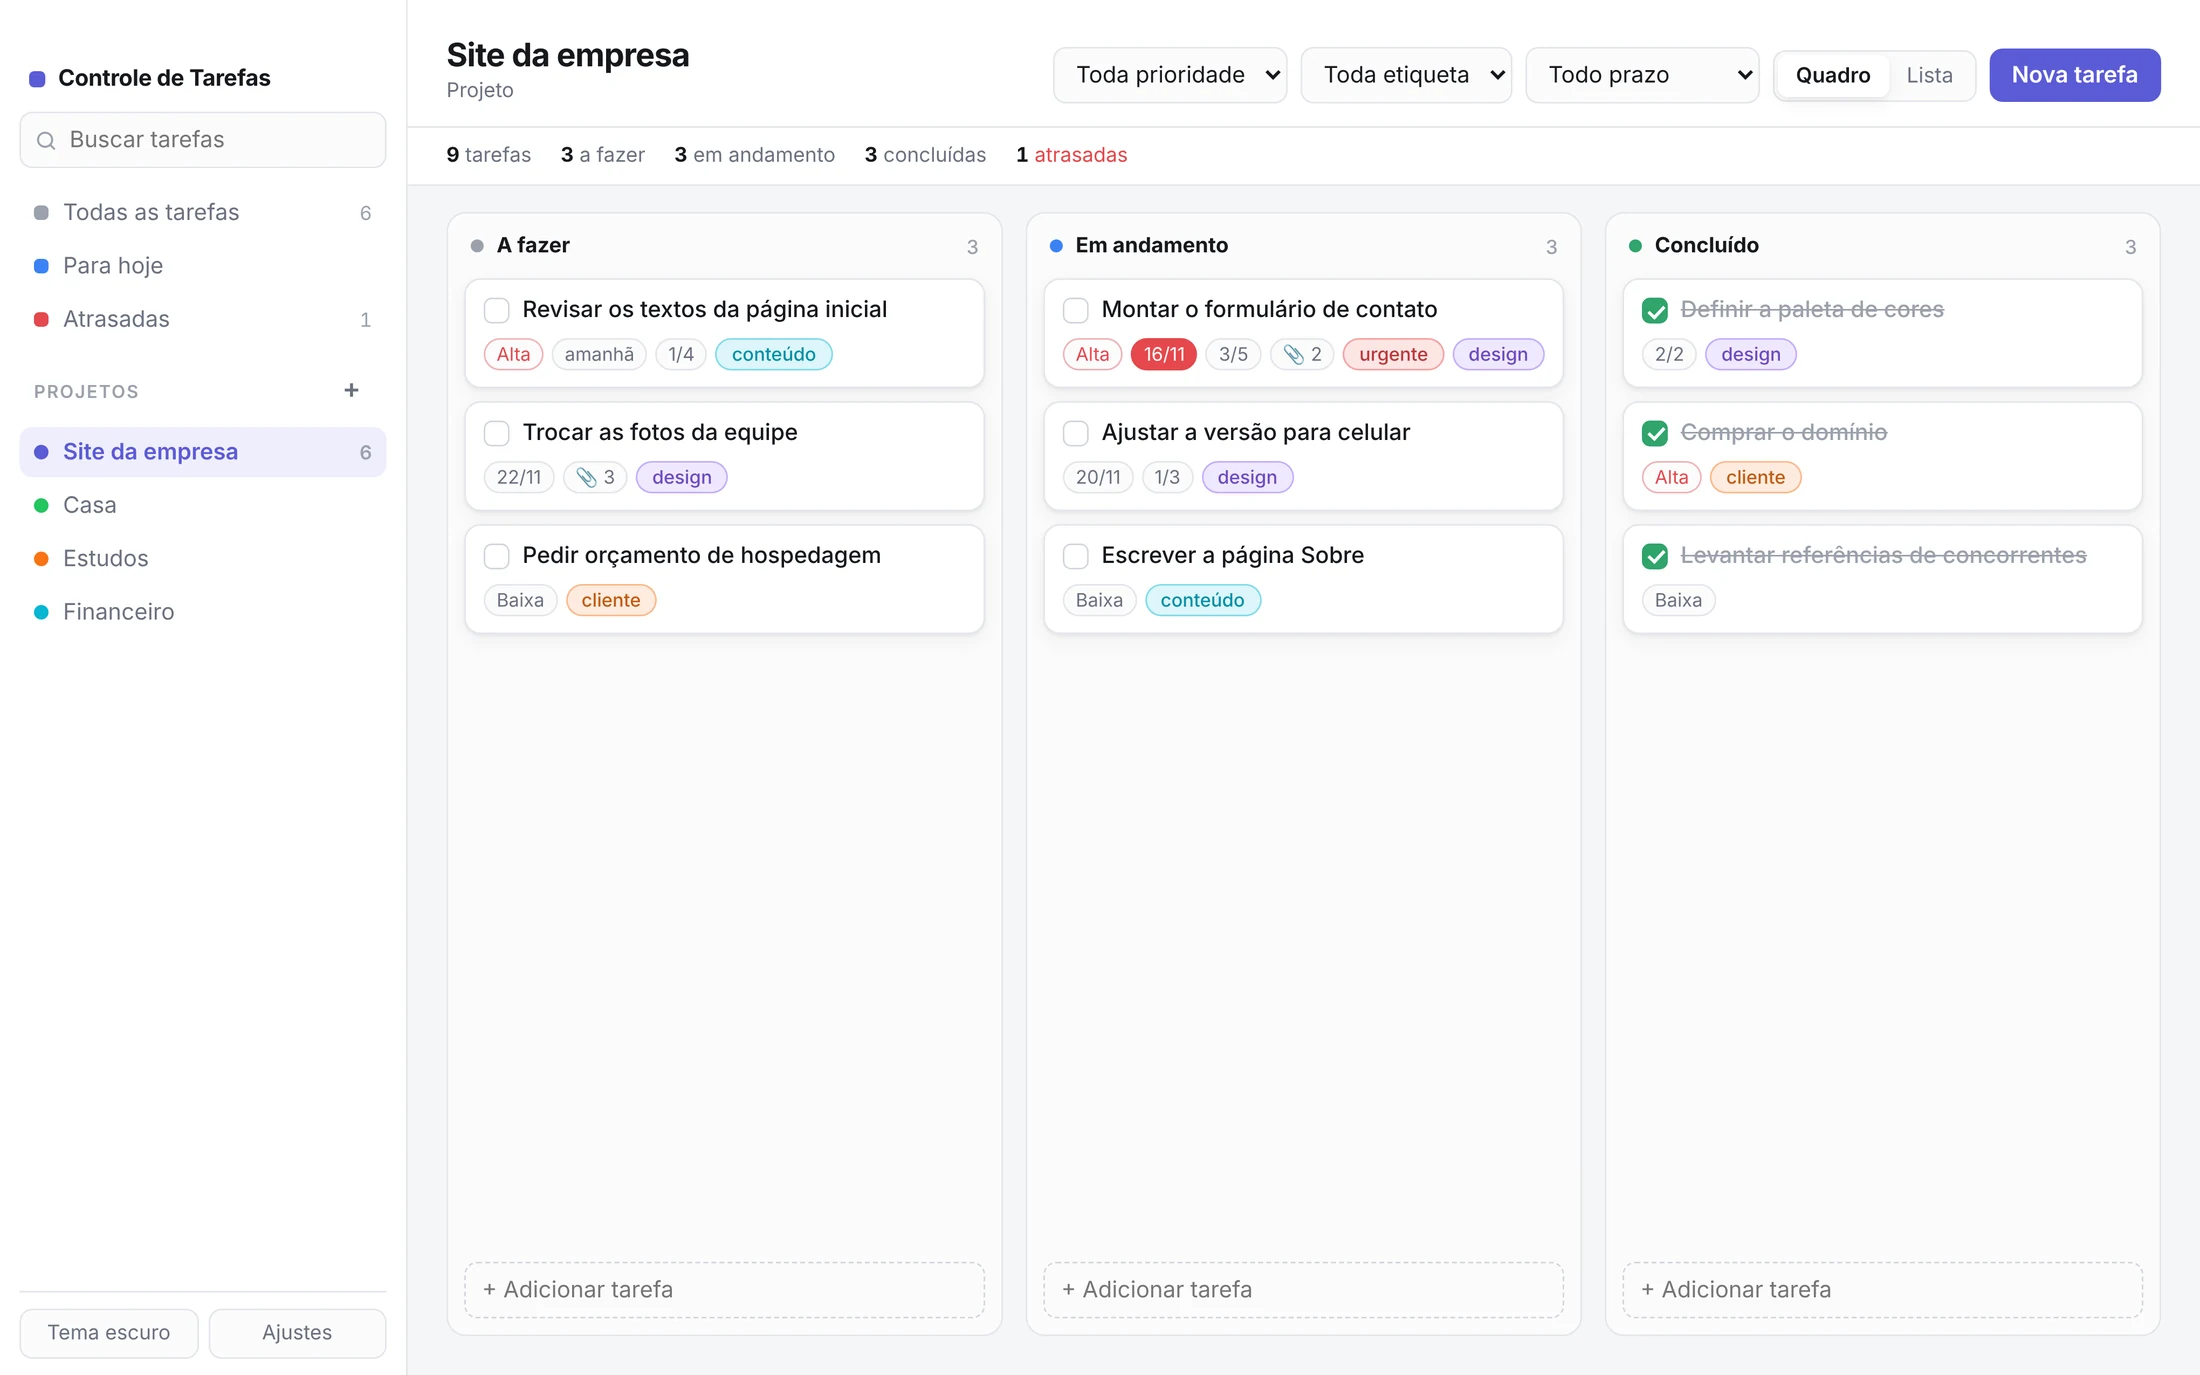 Controle de Tarefas
Buscar tarefas
Todas as tarefas 6
Para hoje
Atrasadas 1
PROJETOS +
Site da empresa 6
Casa
Estudos
Financeiro
Tema escuro Ajustes
Site da empresa
Projeto
Toda prioridade Toda etiqueta Todo prazo Quadro Lista Nova tarefa
9 tarefas 3 a fazer 3 em andamento 3 concluídas 1 atrasadas
A fazer 3
Revisar os textos da página inicial
Alta amanhã 1/4 conteúdo
Trocar as fotos da equipe
22/11 📎 3 design
Pedir orçamento de hospedagem
Baixa cliente
+ Adicionar tarefa
Em andamento 3
Montar o formulário de contato
Alta 16/11 3/5 📎 2 urgente design
Ajustar a versão para celular
20/11 1/3 design
Escrever a página Sobre
Baixa conteúdo
+ Adicionar tarefa
Concluído 3
Definir a paleta de cores
2/2 design
Comprar o domínio
Alta cliente
Levantar referências de concorrentes
Baixa
+ Adicionar tarefa